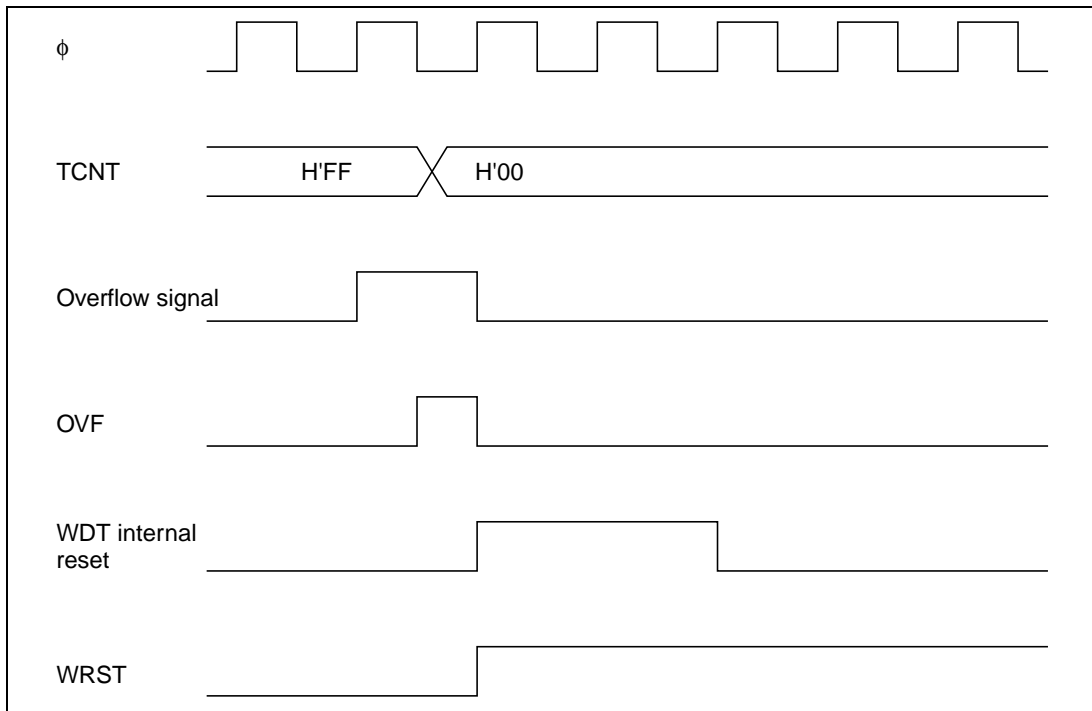 φ
TCNT
H'FF
H'00
Overflow signal
OVF
WDT internal
reset
WRST